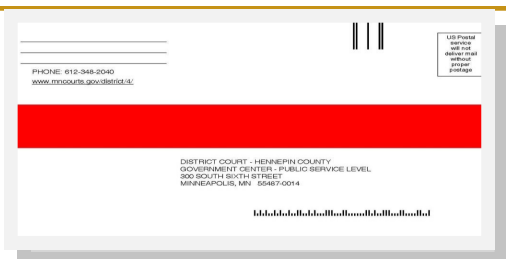 US Postal
service
will not
deliver mail
without
proper
postage
PHONE: 612-348-2040
www.mncourts.gov/district/4/
DISTRICT COURT - HENNEPIN COUNTY
GOVERNMENT CENTER - PUBLIC SERVICE LEVEL
300 SOUTH SIXTH STREET
MINNEAPOLIS, MN 55487-0014